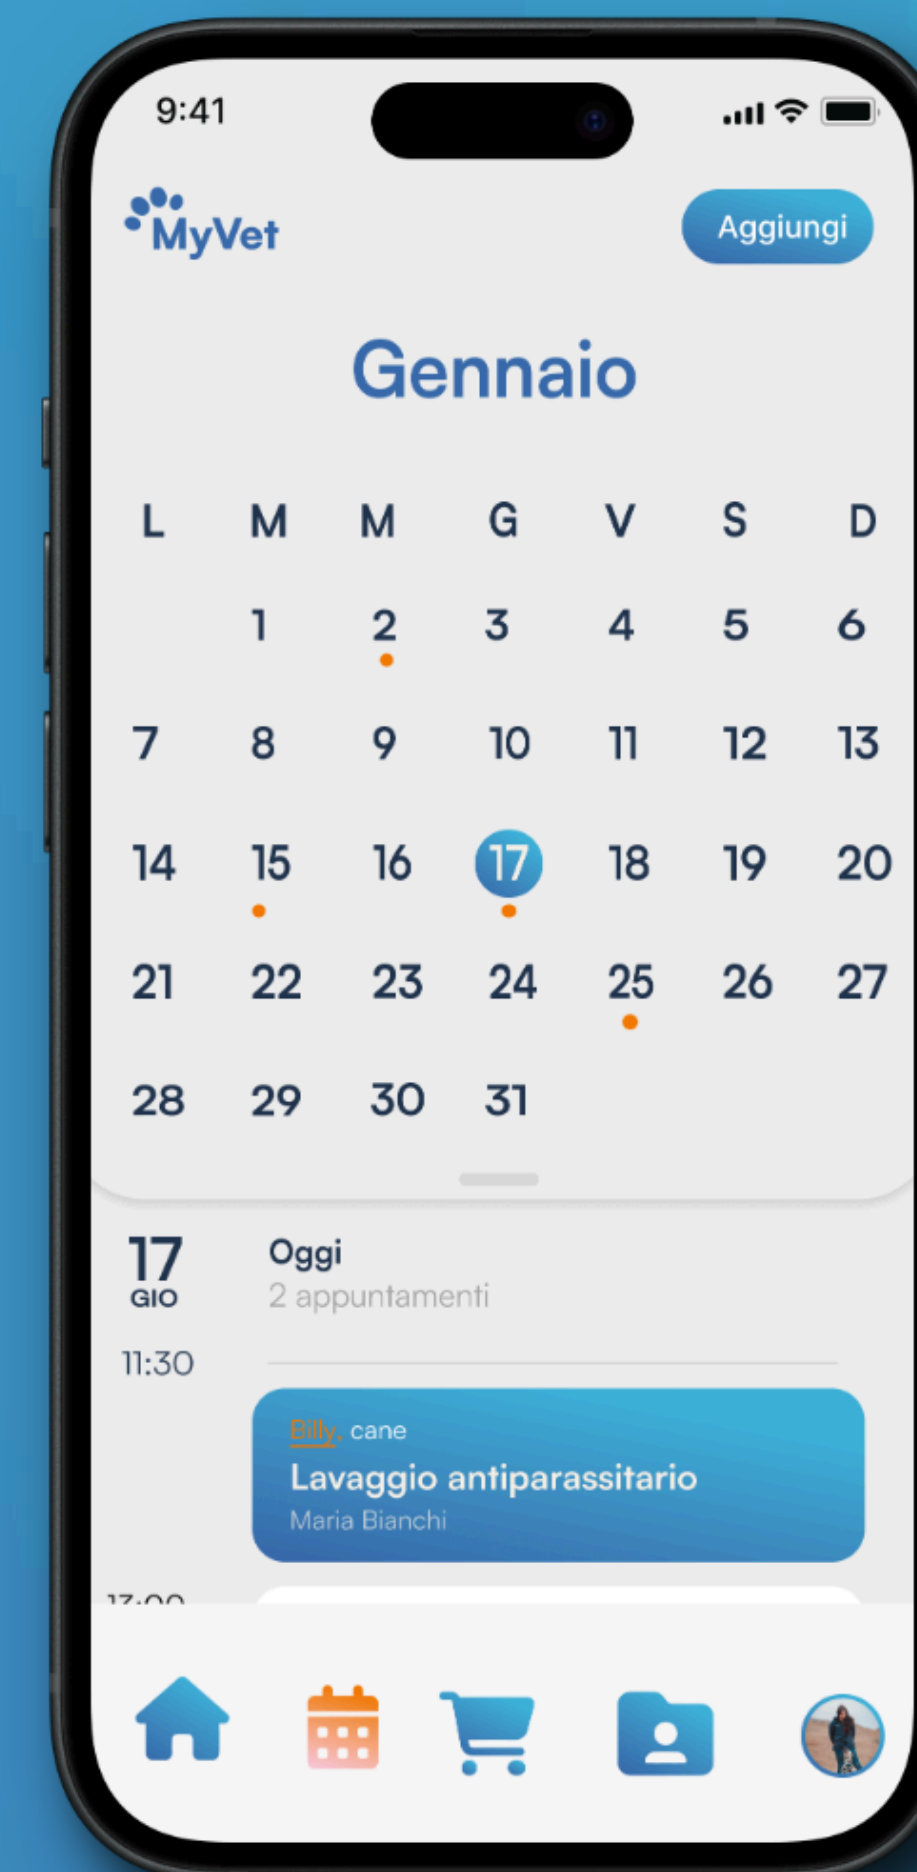 9:41
MyVet
Aggiungi
Gennaio
L M M G V S D
1 2 3 4 5 6
7 8 9 10 11 12 13
14 15 16 17 18 19 20
21 22 23 24 25 26 27
28 29 30 31
17 Oggi
GIO 2 appuntamenti
11:30
Billy. cane
Lavaggio antiparassitario
Maria Bianchi